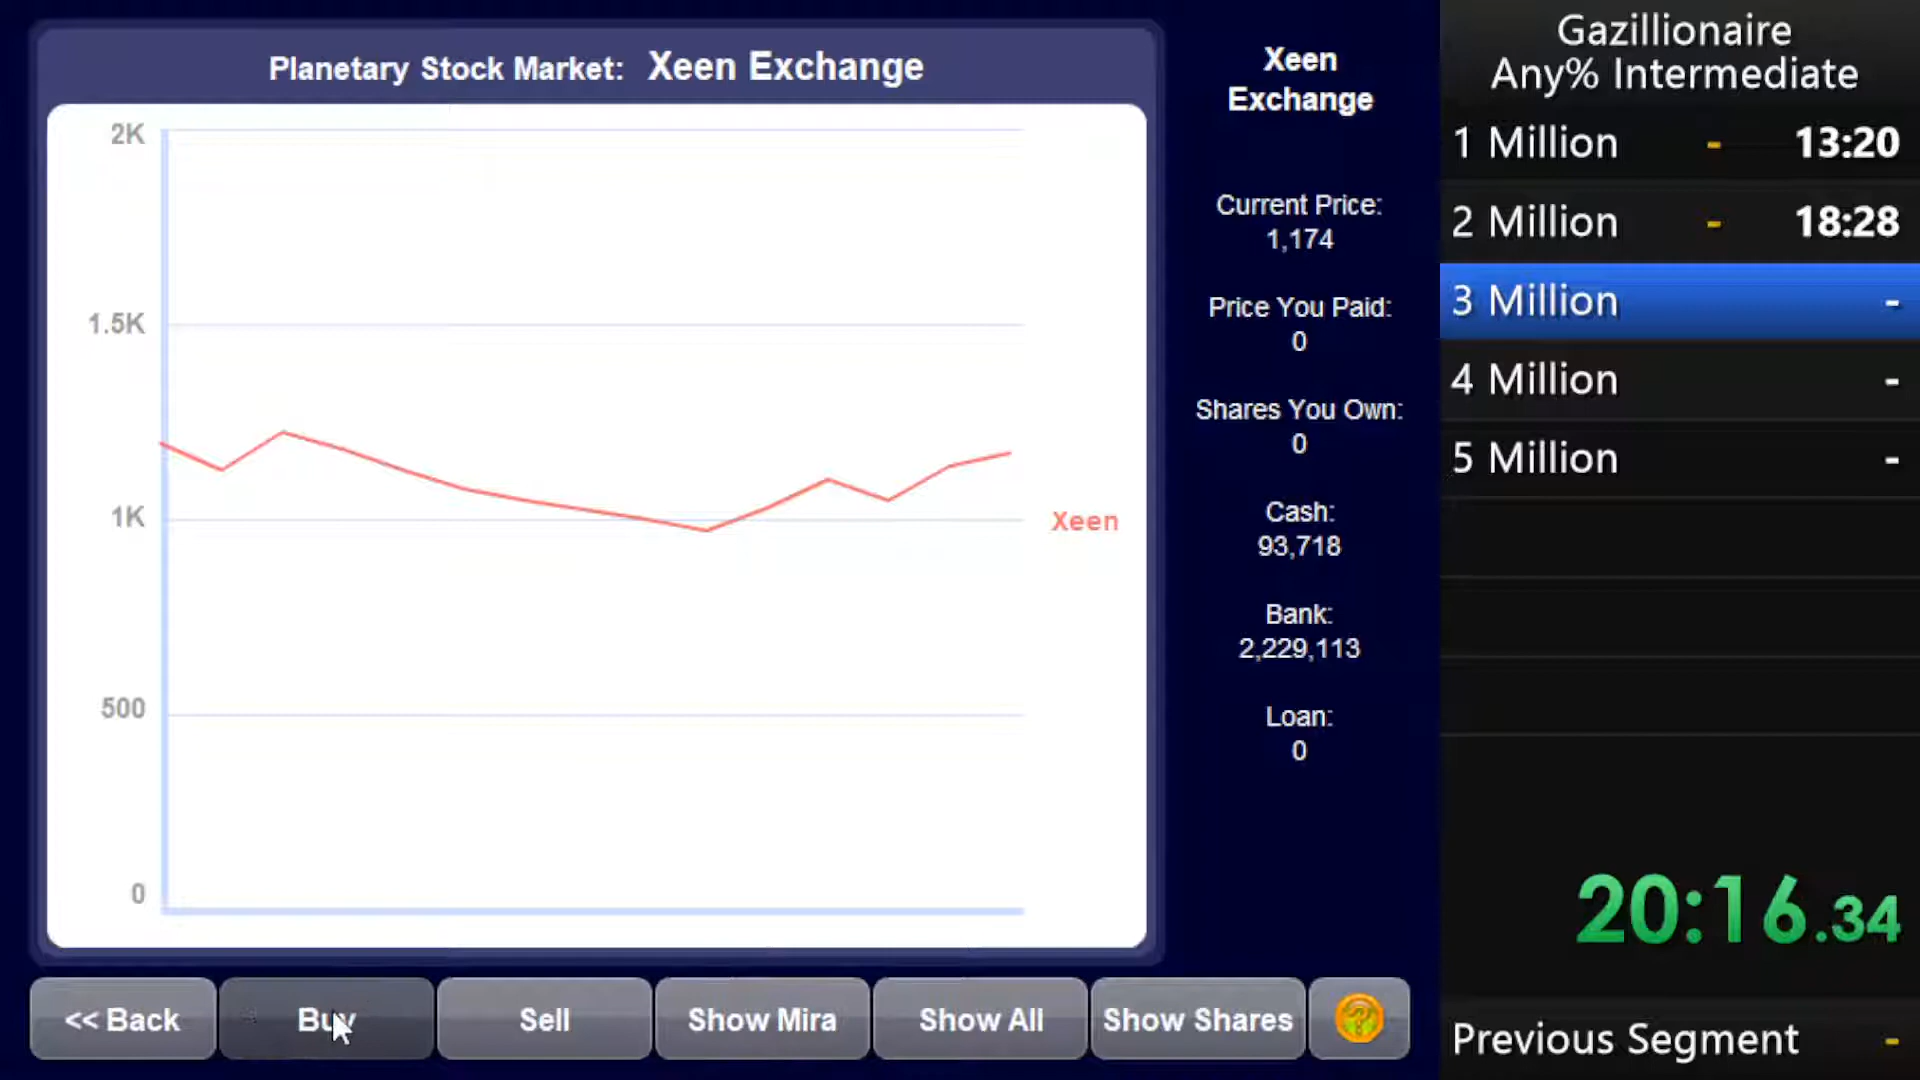 Planetary Stock Market: Xeen Exchange
2K
1.5K
1K
500
0
Xeen
Xeen
Exchange
Current Price:
1,174
Price You Paid:
0
Shares You Own:
0
Cash:
93,718
Bank:
2,229,113
Loan:
0
<< Back
Buy
Sell
Show Mira
Show All
Show Shares
?
Gazillionaire
Any% Intermediate
1 Million - 13:20
2 Million - 18:28
3 Million -
4 Million -
5 Million -
20:16.34
Previous Segment -